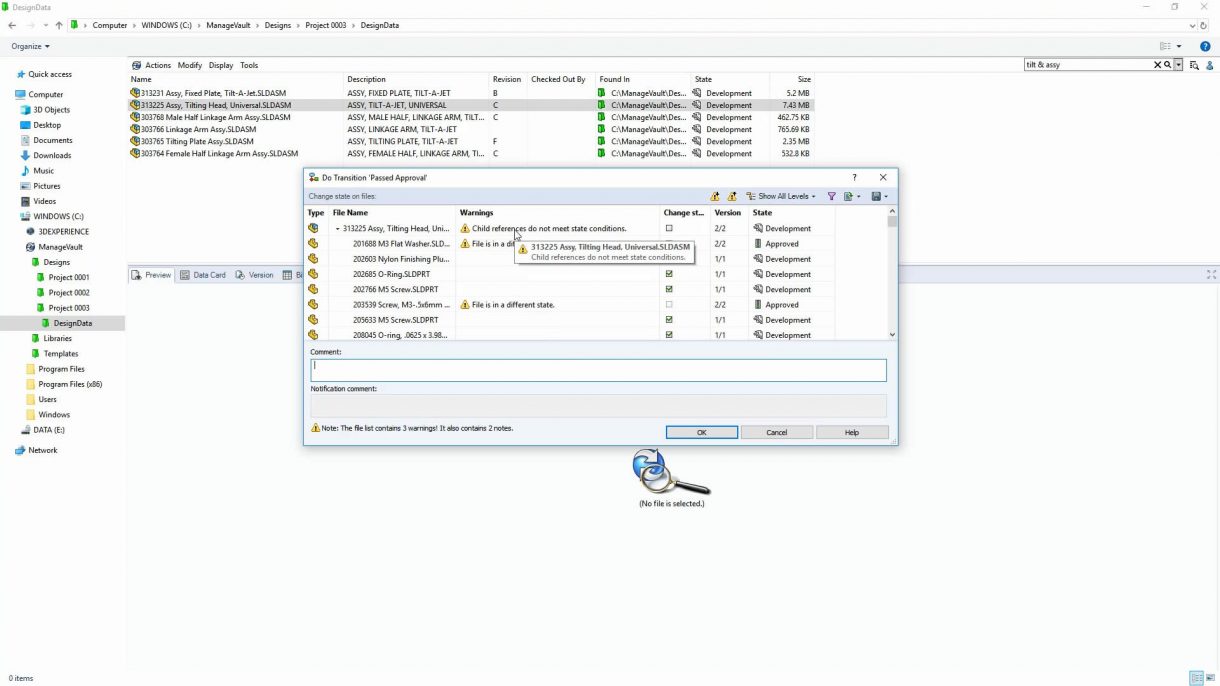 DesignData
Computer > WINDOWS (C:) > ManageVault > Designs > Project 0003 > DesignData
Organize
tilt & assy
Quick access
Computer
3D Objects
Desktop
Documents
Downloads
Music
Pictures
Videos
WINDOWS (C:)
3DEXPERIENCE
ManageVault
Designs
Project 0001
Project 0002
Project 0003
DesignData
Libraries
Templates
Program Files
Program Files (x86)
Users
Windows
DATA (E:)
Network
Actions Modify Display Tools
Name Description Revision Checked Out By Found In State Size
313231 Assy, Fixed Plate, Tilt-A-Jet.SLDASM ASSY, FIXED PLATE, TILT-A-JET B C:\ManageVault\Des... Development 5.2 MB
313225 Assy, Tilting Head, Universal.SLDASM ASSY, TILT-A-JET, UNIVERSAL C C:\ManageVault\Des... Development 7.43 MB
303768 Male Half Linkage Arm Assy.SLDASM ASSY, MALE HALF, LINKAGE ARM, TILT... C C:\ManageVault\Des... Development 462.75 KB
303766 Linkage Arm Assy.SLDASM ASSY, LINKAGE ARM, TILT-A-JET C:\ManageVault\Des... Development 765.69 KB
303765 Tilting Plate Assy.SLDASM ASSY, TILTING PLATE, TILT-A-JET F C:\ManageVault\Des... Development 2.35 MB
303764 Female Half Linkage Arm Assy.SLDASM ASSY, FEMALE HALF, LINKAGE ARM, TI... C C:\ManageVault\Des... Development 532.8 KB
Preview Data Card Version Bi
Do Transition 'Passed Approval'
?
Change state on files:
Show All Levels
Type File Name Warnings Change st... Version State
313225 Assy, Tilting Head, Uni... Child references do not meet state conditions. 2/2 Development
201688 M3 Flat Washer.SLD... File is in a di 2/2 Approved
313225 Assy, Tilting Head, Universal.SLDASM
Child references do not meet state conditions.
202603 Nylon Finishing Plu... 1/1 Development
202685 O-Ring.SLDPRT 1/1 Development
202766 M5 Screw.SLDPRT 1/1 Development
203539 Screw, M3-.5x6mm ... File is in a different state. 2/2 Approved
205633 M5 Screw.SLDPRT 1/1 Development
208045 O-ring, .0625 x 3.98... 1/1 Development
Comment:
Notification comment:
Note: The file list contains 3 warnings! It also contains 2 notes.
OK Cancel Help
(No file is selected.)
0 items